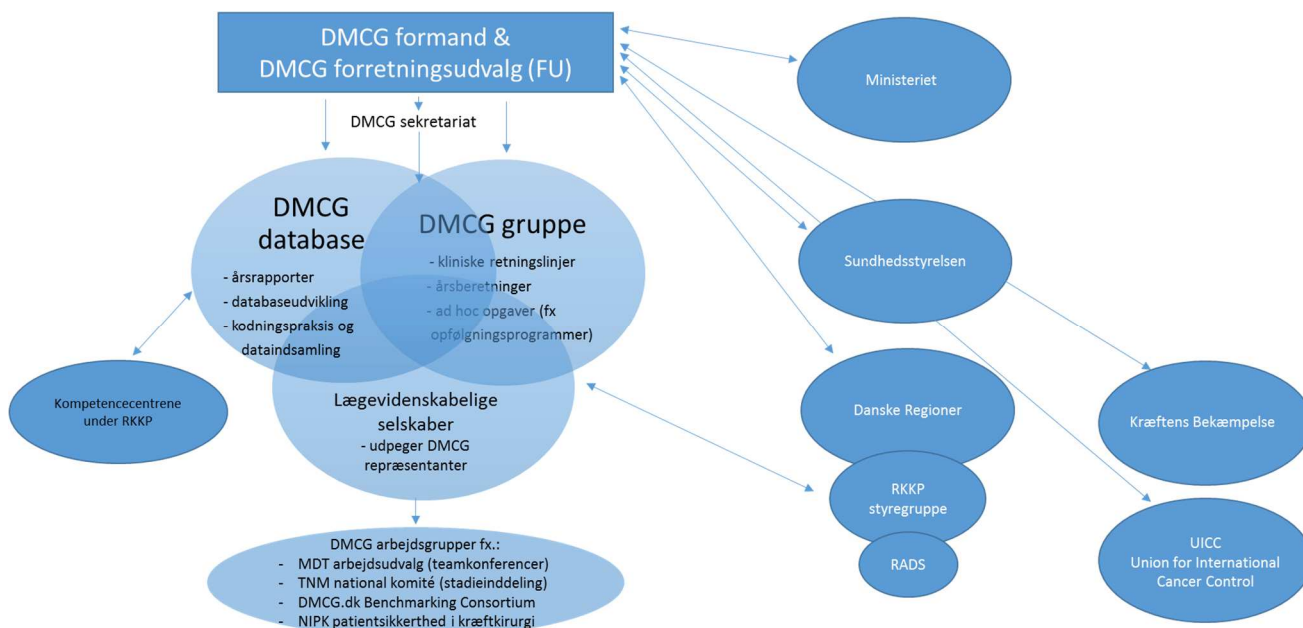 DMCG formand &
DMCG forretningsudvalg (FU)
DMCG sekretariat
Ministeriet
DMCG
database
- årsrapporter
- databaseudvikling
- kodningspraksis og
dataindsamling
DMCG gruppe
- kliniske retningslinjer
- årsberetninger
- ad hoc opgaver (fx
opfølgningsprogrammer)
Sundhedsstyrelsen
Kompetencecentrene
under RKKP
Lægevidenskabelige
selskaber
- udpeger DMCG
repræsentanter
Danske Regioner
Kræftens Bekæmpelse
RKKP
styregruppe
RADS
UICC
Union for International
Cancer Control
DMCG arbejdsgrupper fx.:
- MDT arbejdsudvalg (teamkonferencer)
- TNM national komité (stadieinddeling)
- DMCG.dk Benchmarking Consortium
- NIPK patientsikkerthed i kræftkirurgi